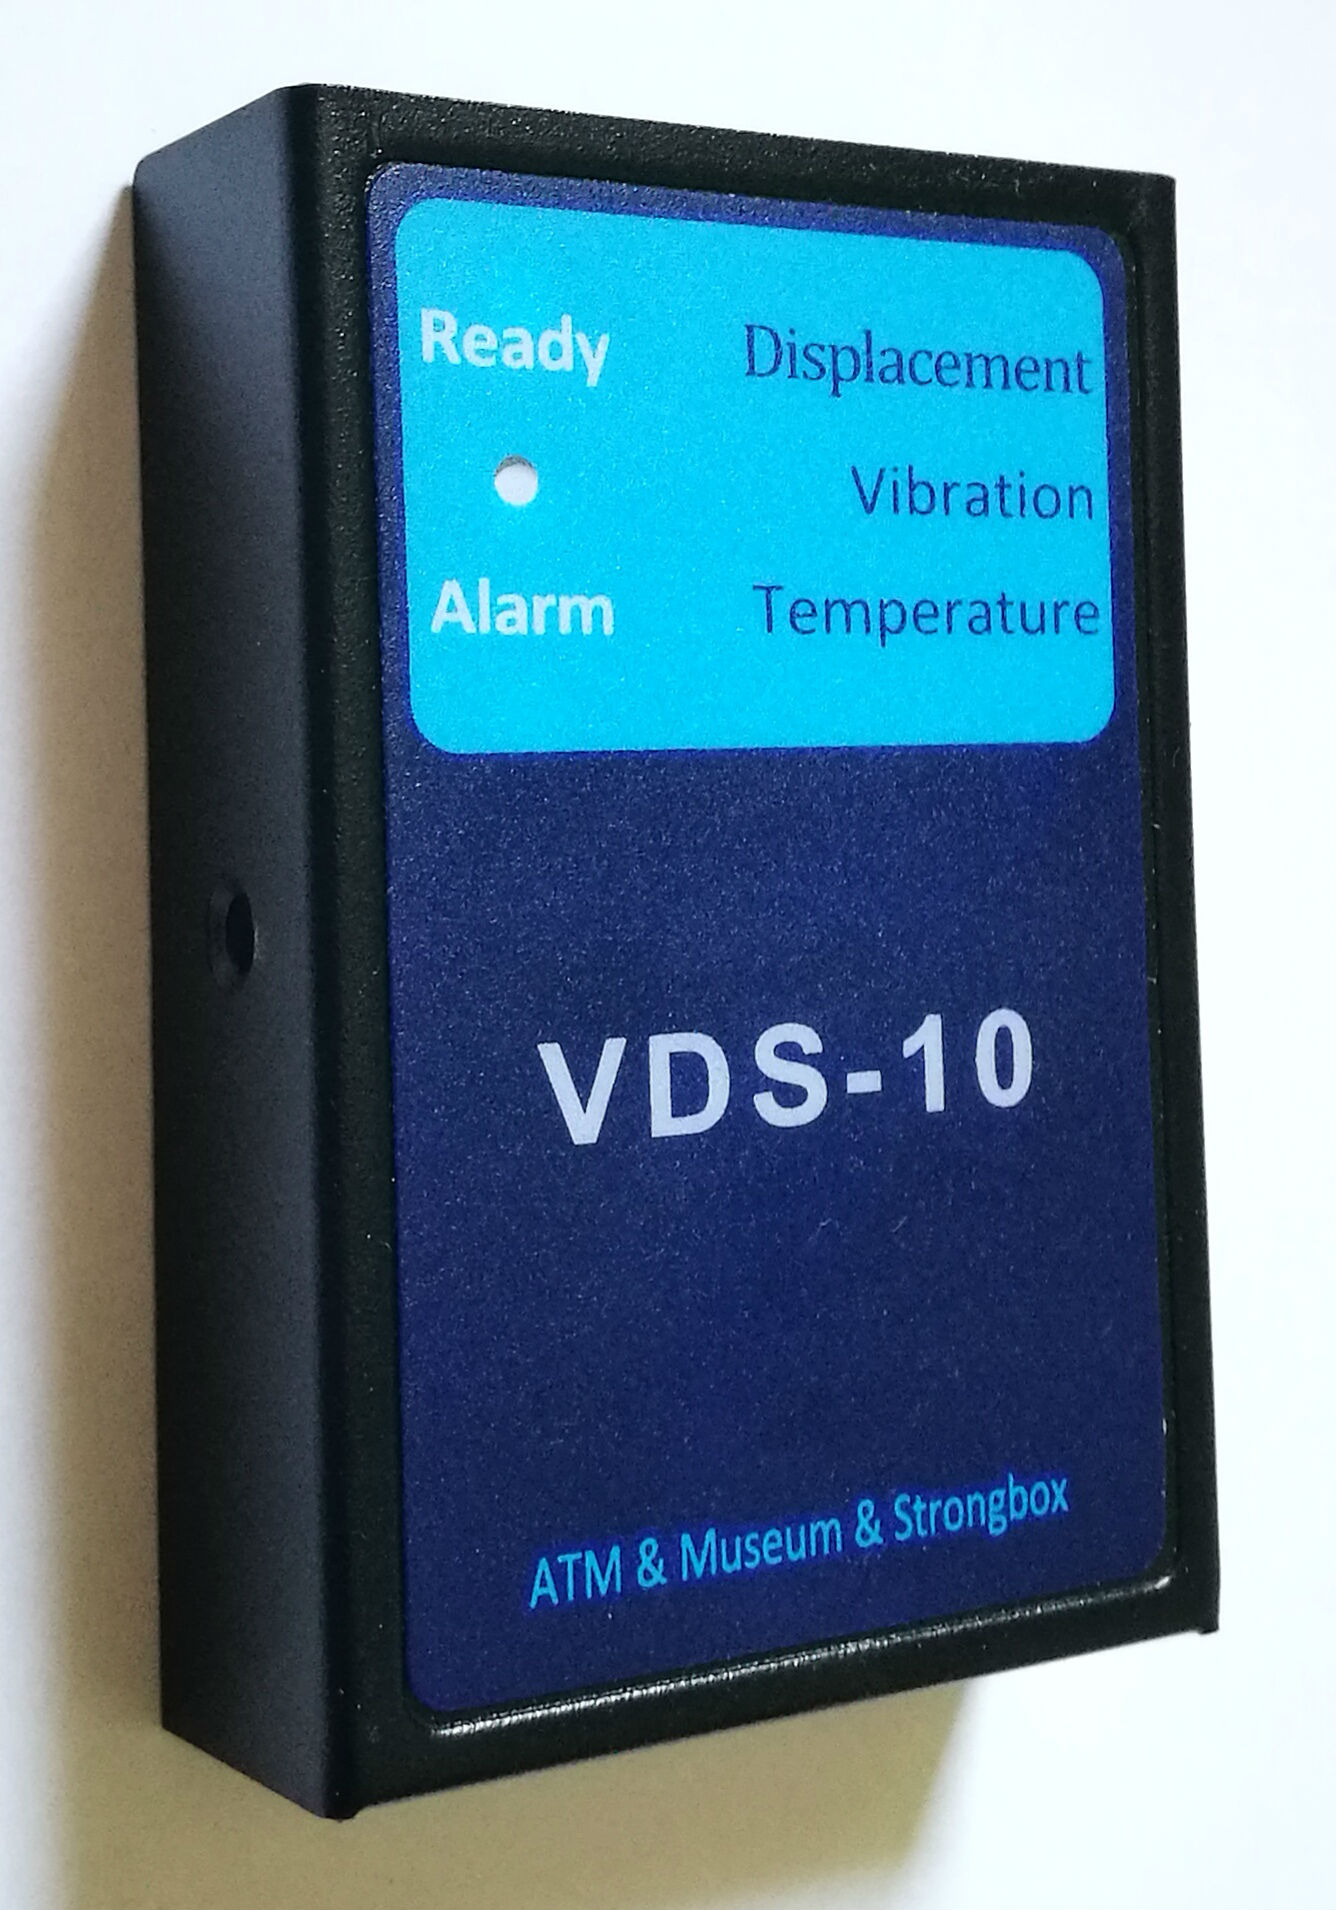 Ready
Displacement
Vibration
Alarm
Temperature
VDS-10
ATM & Museum & Strongbox